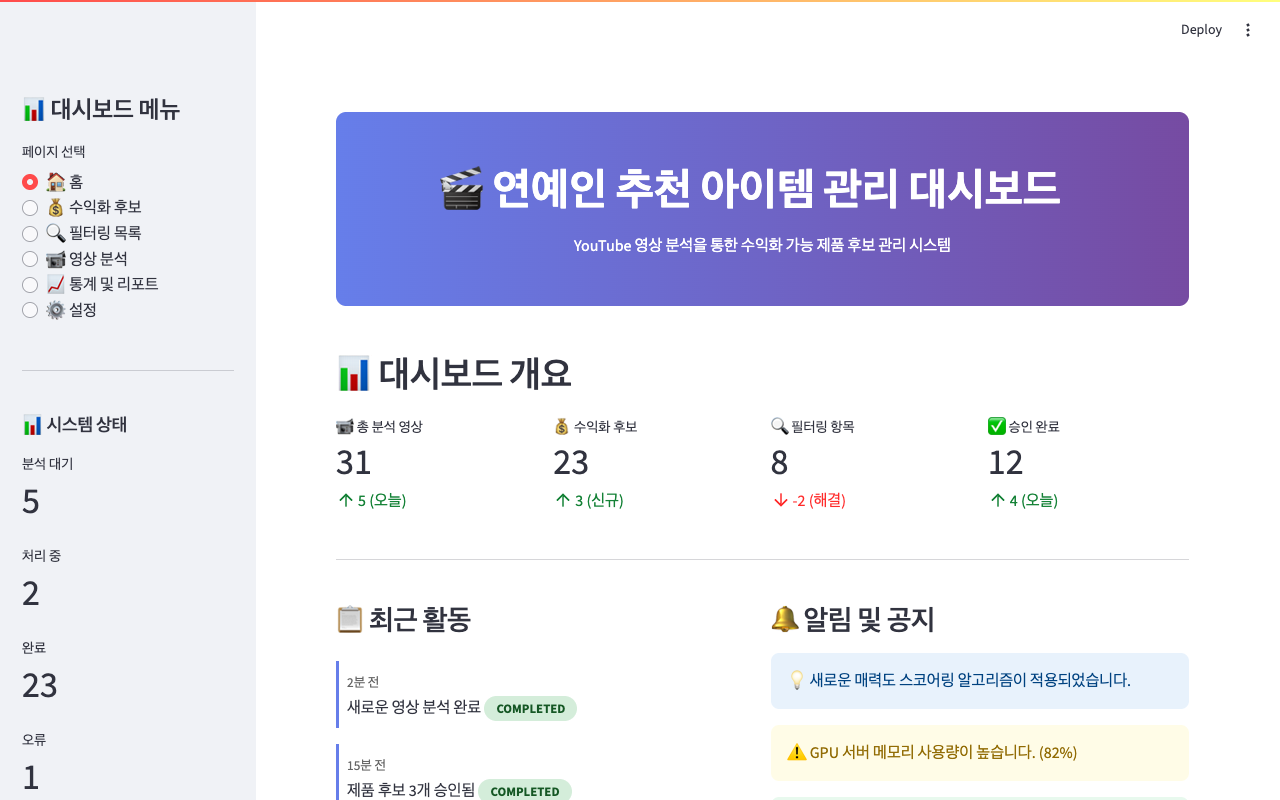 Deploy
대시보드 메뉴
페이지 선택
홈
수익화 후보
필터링 목록
영상 분석
통계 및 리포트
설정
시스템 상태
분석 대기
5
처리 중
2
완료
23
오류
1
연예인 추천 아이템 관리 대시보드
YouTube 영상 분석을 통한 수익화 가능 제품 후보 관리 시스템
대시보드 개요
총 분석 영상
31
5 (오늘)
수익화 후보
23
3 (신규)
필터링 항목
8
-2 (해결)
승인 완료
12
4 (오늘)
최근 활동
2분 전
새로운 영상 분석 완료 COMPLETED
15분 전
제품 후보 3개 승인됨 COMPLETED
알림 및 공지
새로운 매력도 스코어링 알고리즘이 적용되었습니다.
GPU 서버 메모리 사용량이 높습니다. (82%)